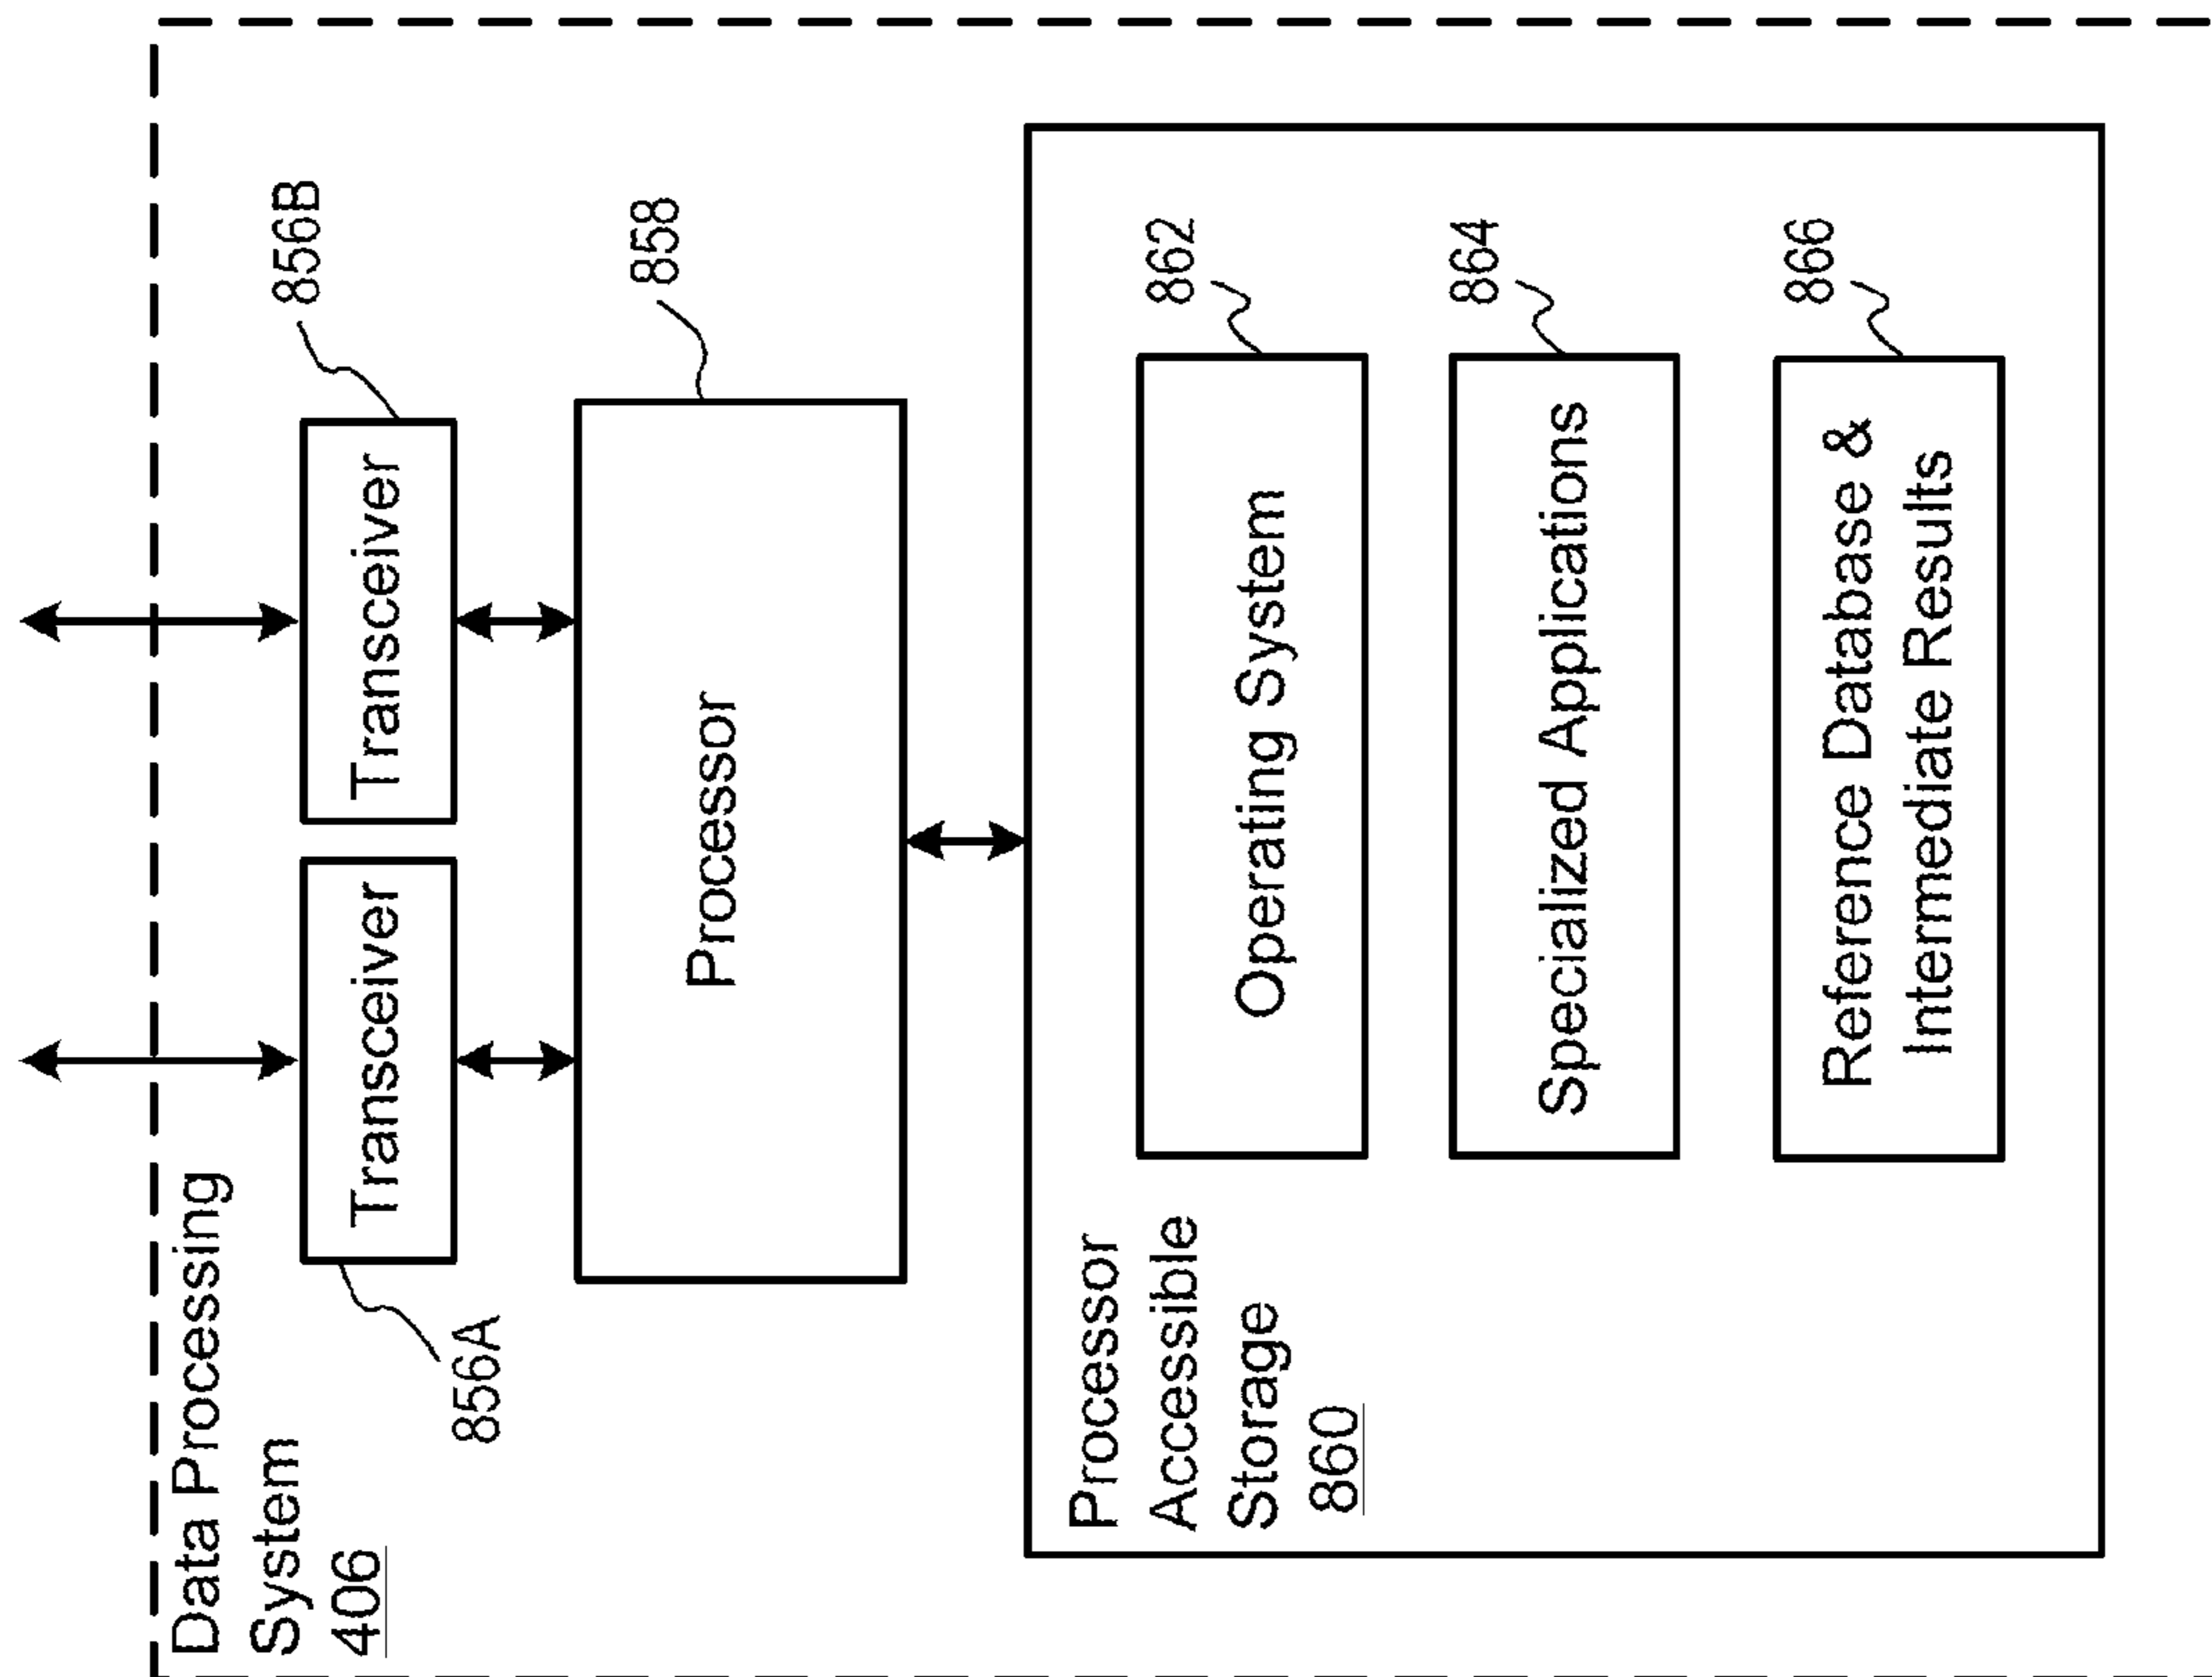 Data Processing
System
406
856A
Transceiver
Transceiver
856B
Processor
858
Processor
Accessible
Storage
860
Operating System
862
Specialized Applications
864
Reference Database &
Intermediate Results
866